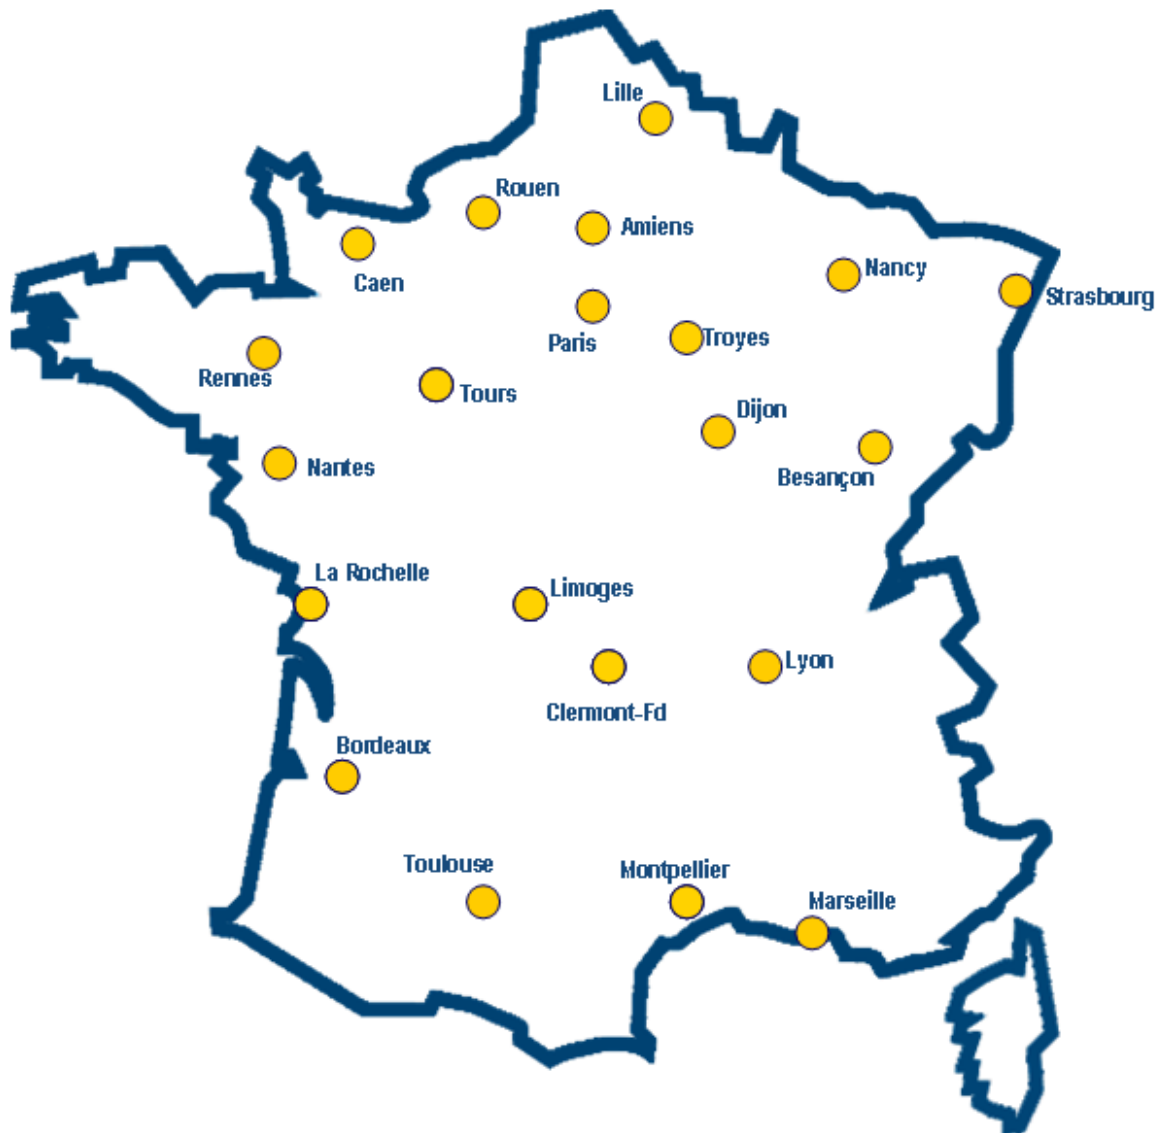 Lille
Rouen
Amiens
Caen
Nancy
Strasbourg
Paris
Troyes
Rennes
Tours
Dijon
Nantes
Besançon
La Rochelle
Limoges
Lyon
Clermont-Fd
Bordeaux
Toulouse
Montpellier
Marseille